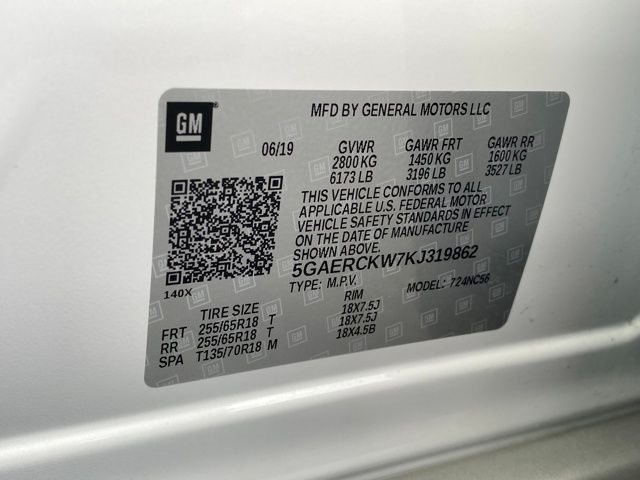 GM
MFD BY GENERAL MOTORS LLC
06/19 GVWR GAWR FRT GAWR RR
2800 KG 1450 KG 1600 KG
6173 LB 3196 LB 3527 LB
THIS VEHICLE CONFORMS TO ALL
APPLICABLE U.S. FEDERAL MOTOR
VEHICLE SAFETY STANDARDS IN EFFECT
ON THE DATE OF MANUFACTURE
SHOWN ABOVE.
5GAERCKW7KJ319862
TYPE: M.P.V. MODEL: 724NC56
140X
TIRE SIZE RIM
FRT 255/65R18 T 18X7.5J
RR 255/65R18 T 18X7.5J
SPA T135/70R18 M 18X4.5B